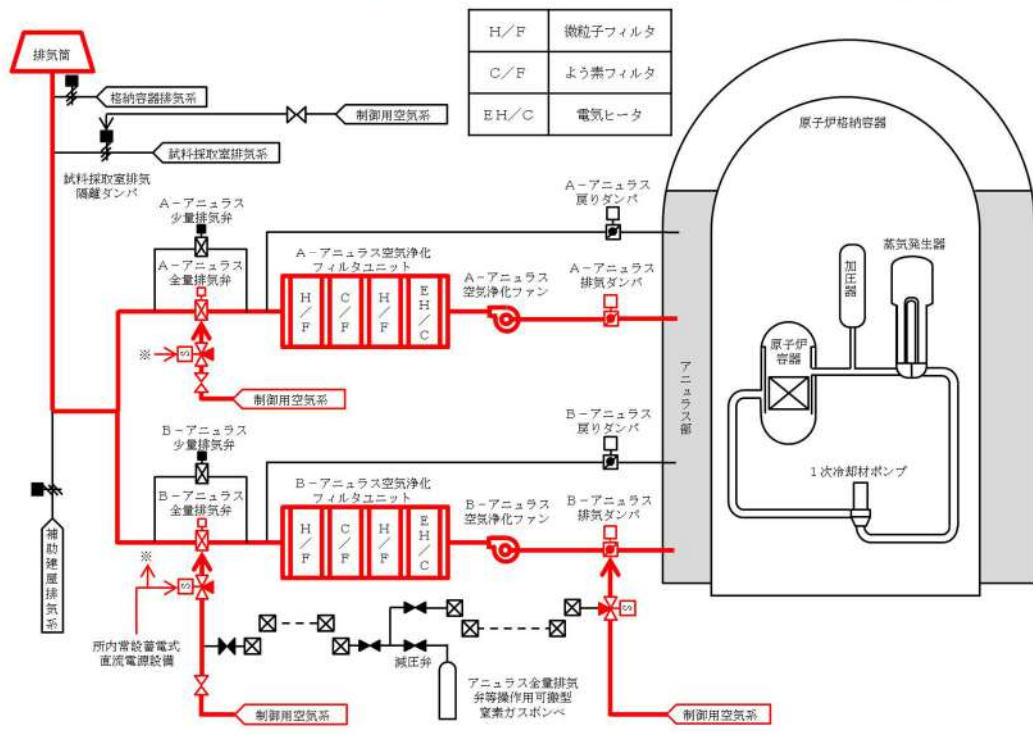 H/F 微粒子フィルタ
C/F よう素フィルタ
EH/C 電気ヒータ
排気筒
格納容器排気系
制御用空気系
試料採取室排気系
試料採取室排気
隔離ダンパ
原子炉格納容器
A-アニュラス
少量排気弁
A-アニュラス
全量排気弁
A-アニュラス空気浄化
フィルタユニット
H/F
C/F
H/F
EH/C
A-アニュラス
空気浄化ファン
A-アニュラス
戻りダンパ
A-アニュラス
排気ダンパ
※
S
制御用空気系
蒸気発生器
加圧器
原子炉
容器
アニュラス部
1次冷却材ポンプ
B-アニュラス
少量排気弁
B-アニュラス
全量排気弁
B-アニュラス空気浄化
フィルタユニット
H/F
C/F
H/F
EH/C
B-アニュラス
空気浄化ファン
B-アニュラス
戻りダンパ
B-アニュラス
排気ダンパ
※
S
S
補助建屋排気系
所内常設蓄電式
直流電源設備
減圧弁
アニュラス全量排気
弁等操作用可搬型
窒素ガスボンベ
制御用空気系
制御用空気系